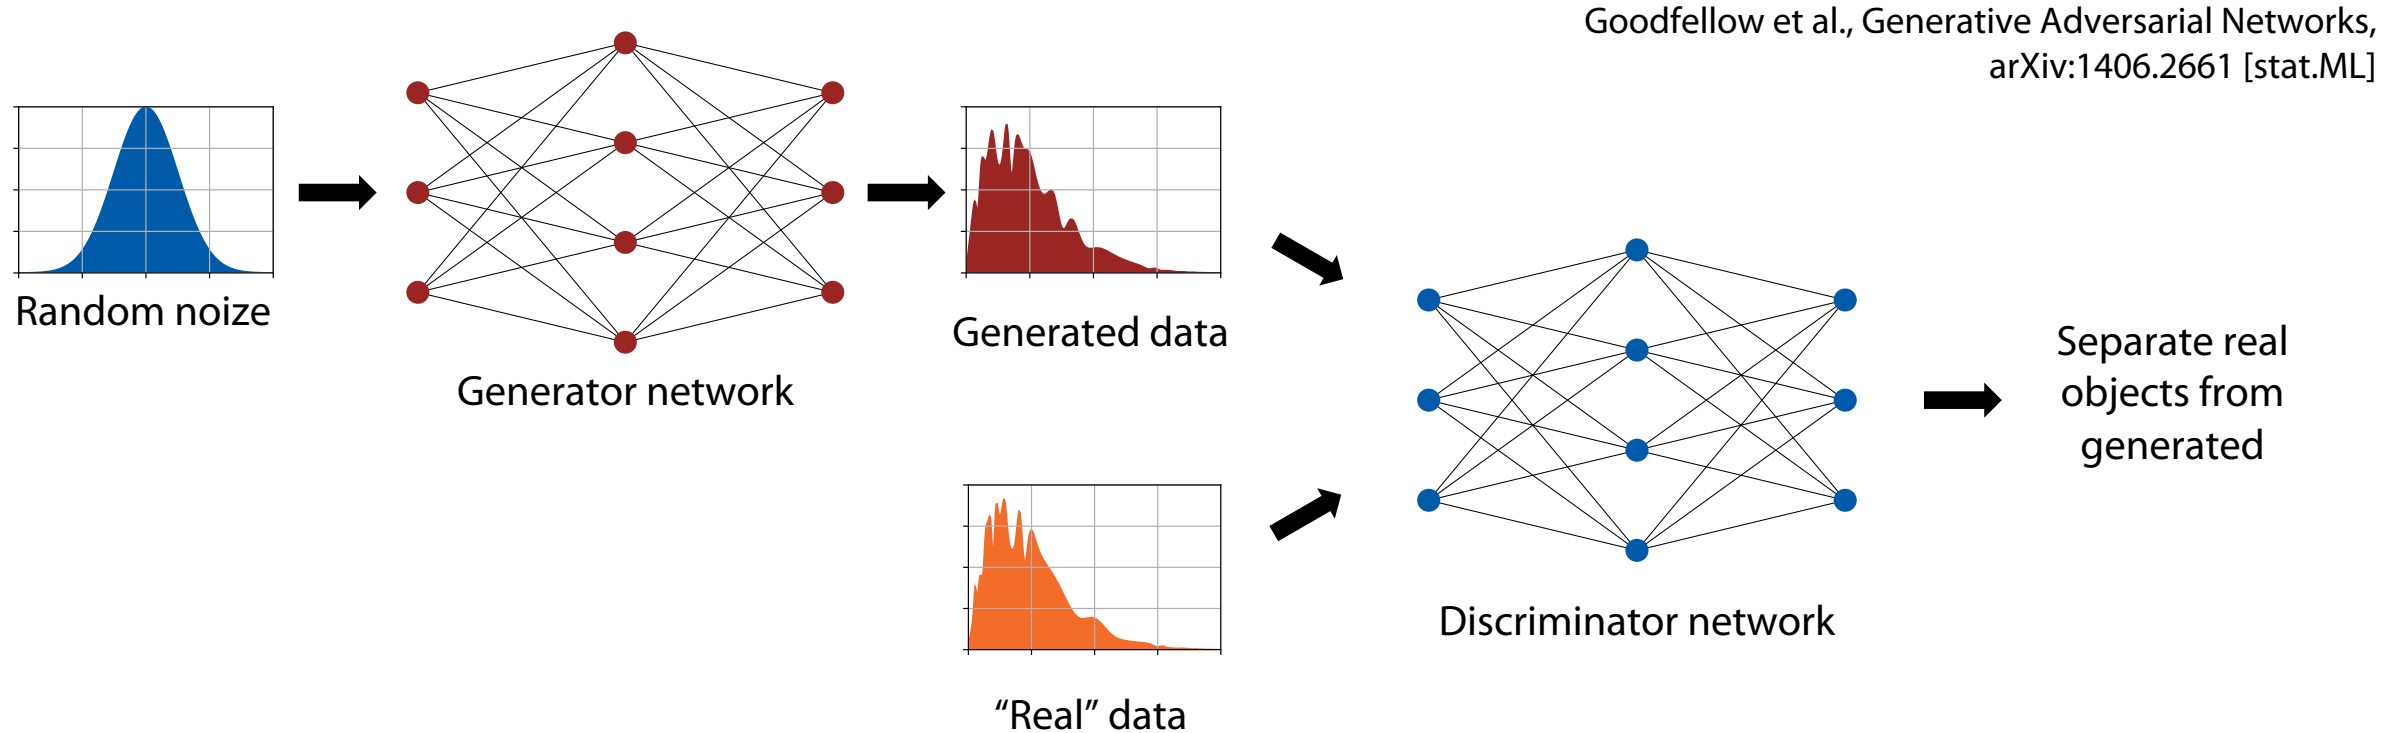 Goodfellow et al., Generative Adversarial Networks,
arXiv:1406.2661 [stat.ML]
Random noize
Generator network
Generated data
“Real” data
Discriminator network
Separate real
objects from
generated